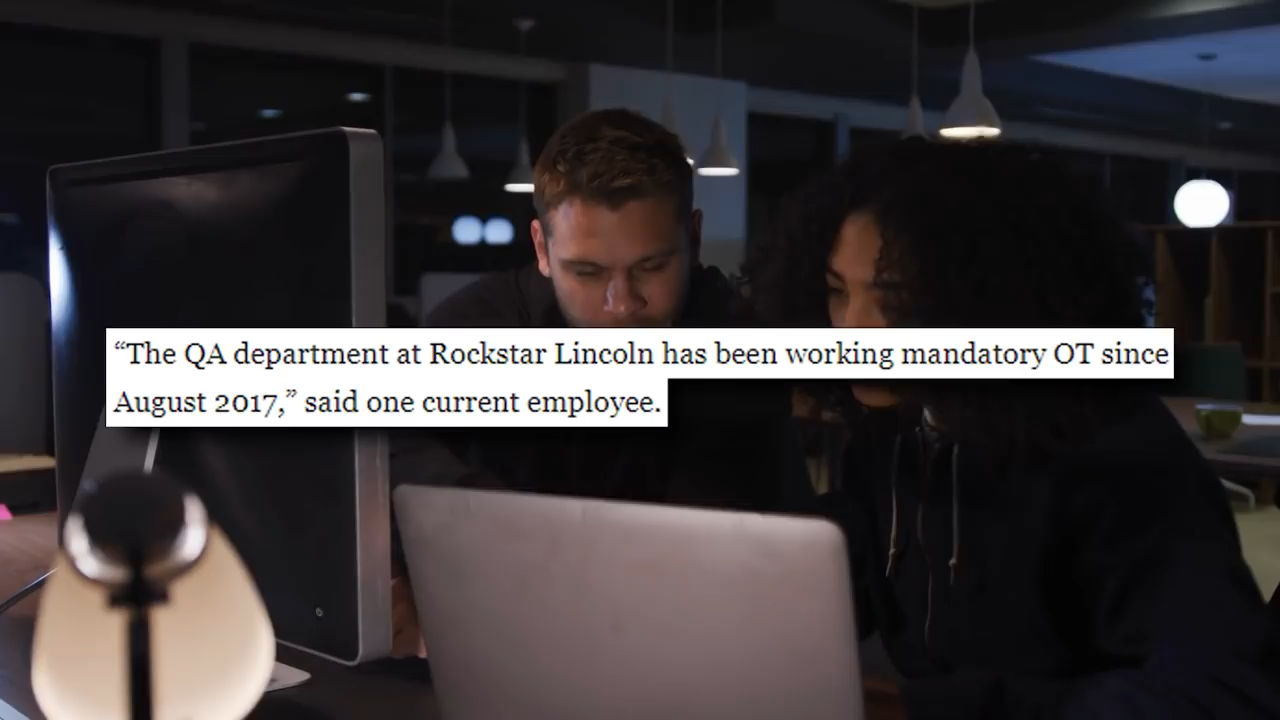 “The QA department at Rockstar Lincoln has been working mandatory OT since
August 2017,” said one current employee.